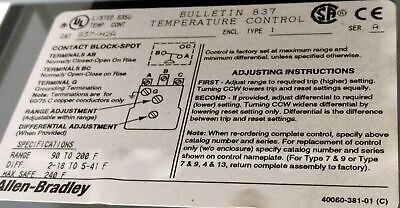 UL LISTED 835U
TEMP CONT
CAT 837-H2A
BULLETIN 837
TEMPERATURE CONTROL
ENCL. TYPE 1
SER A
CONTACT BLOCK-SPDT
TERMINALS AB
Normally Closed-Open On Rise
TERMINALS BC
Normally Open-Close on Rise
TERMINAL G
Grounding Terminations
Note: Terminations are for
60/75 C copper conductors only
RANGE ADJUSTMENT
(Adjustable within range)
DIFFERENTIAL ADJUSTMENT
(When Provided)
B
C
A
A B C
G
SPECIFICATIONS
RANGE 90 TO 200 F
DIFF. 2-18 TO 5-41 F
MAX SAFE 240 F
Allen-Bradley
Control is factory set at maximum range and
minimum differential, unless otherwise specified.
ADJUSTING INSTRUCTIONS
FIRST - Adjust range to required trip (higher) setting.
Turning CCW lowers trip and reset settings equally.
SECOND - If provided, adjust differential to required reset
(lower) setting. Turning CCW widens differential by
lowering reset setting only. Differential is the difference
between trip and reset settings.
Note: When re-ordering complete control, specify above
catalog number and series. For replacement of control
only (w/o enclosure) specify catalog number and series
shown on control nameplate. (For Type 7 & 9 or Type
7 & 9, 4 & 13, return complete assembly to factory.)
40060-381-01 (C)